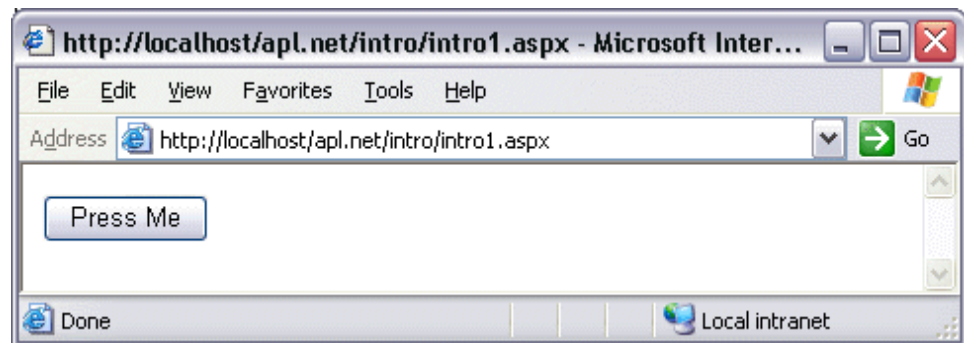 http://localhost/apl.net/intro/intro1.aspx - Microsoft Inter...
File Edit View Favorites Tools Help
Address http://localhost/apl.net/intro/intro1.aspx Go
Press Me
Done Local intranet